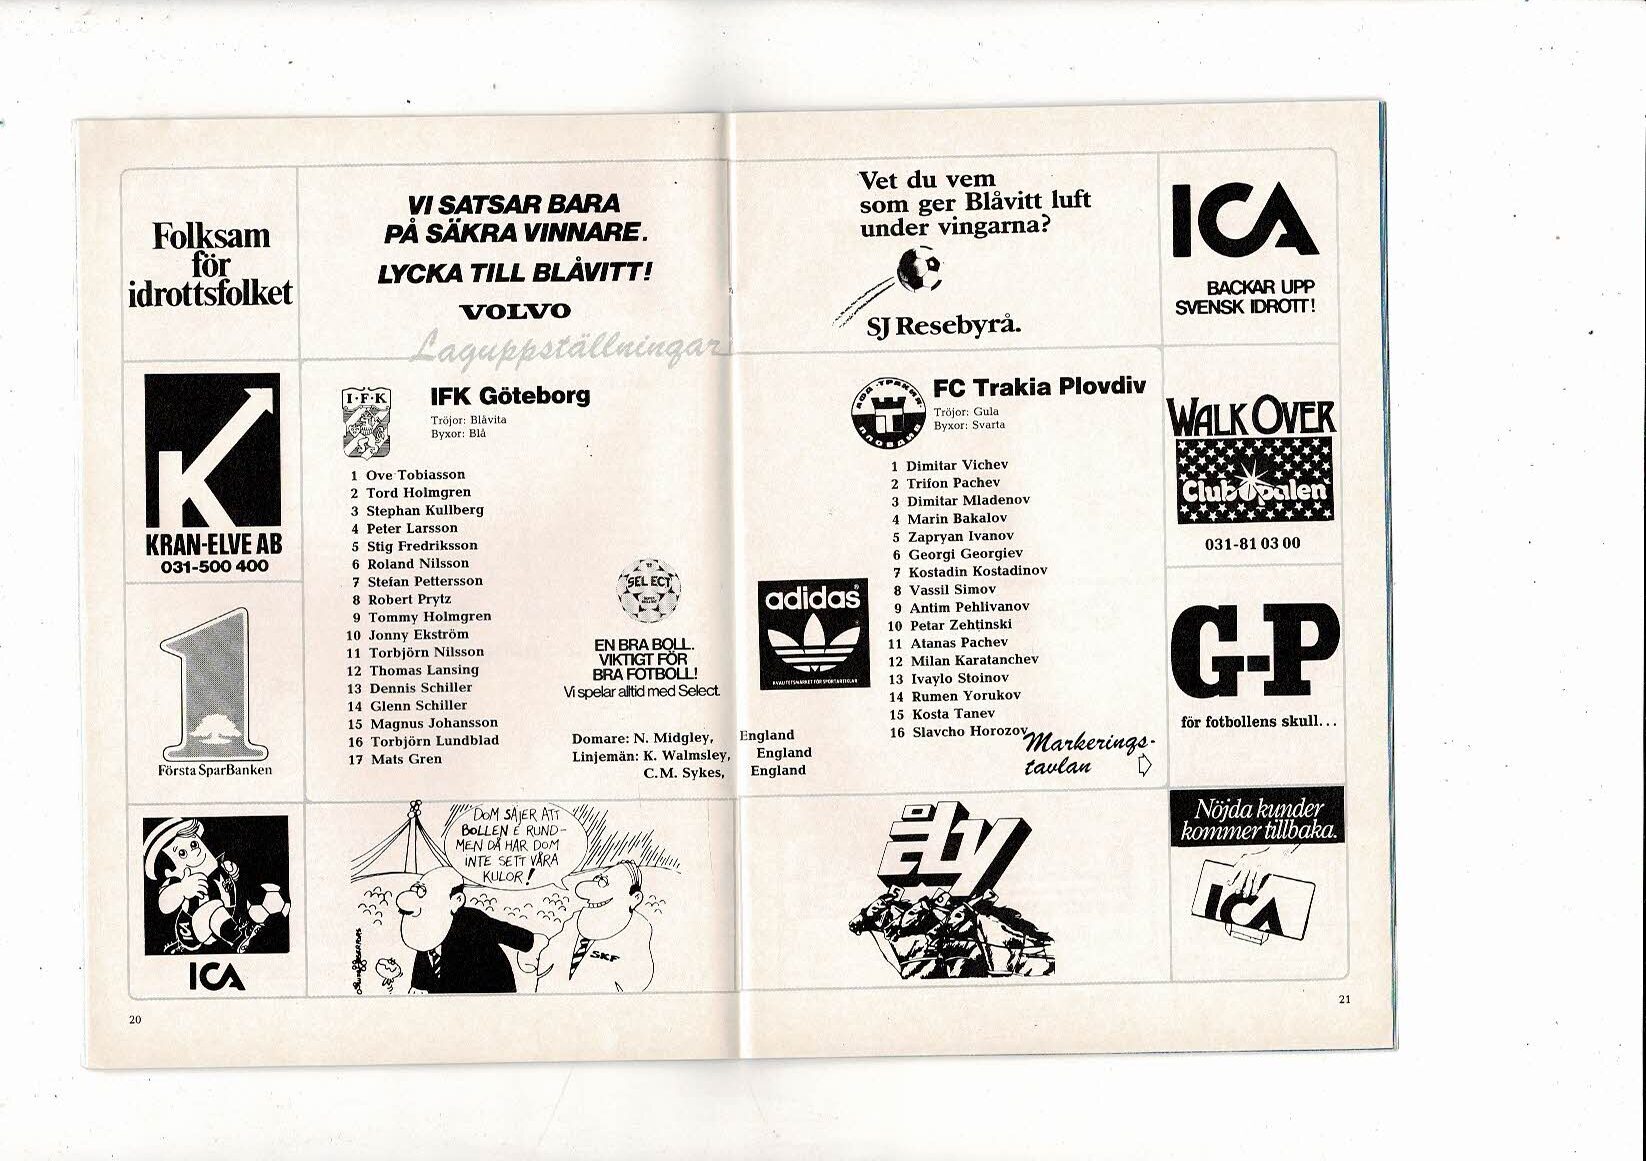 Folksam
för
idrottsfolket
VI SATSAR BARA
PÅ SÄKRA VINNARE.
LYCKA TILL BLÅVITT!
VOLVO
Vet du vem
som ger Blåvitt luft
under vingarna?
SJ Resebyrå.
ICA
BACKAR UPP
SVENSK IDROTT!
Laguppställningar
K
KRAN-ELVE AB
031-500 400
I·F·K
IFK Göteborg
Tröjor: Blåvita
Byxor: Blå
1 Ove Tobiasson
2 Tord Holmgren
3 Stephan Kullberg
4 Peter Larsson
5 Stig Fredriksson
6 Roland Nilsson
7 Stefan Pettersson
8 Robert Prytz
9 Tommy Holmgren
10 Jonny Ekström
11 Torbjörn Nilsson
12 Thomas Lansing
13 Dennis Schiller
14 Glenn Schiller
15 Magnus Johansson
16 Torbjörn Lundblad
17 Mats Gren
SELECT
EN BRA BOLL.
VIKTIGT FÖR
BRA FOTBOLL!
Vi spelar alltid med Select.
adidas
KVALITETSMÄRKET FÖR SPORTARTIKLAR
Domare: N. Midgley, England
Linjemän: K. Walmsley, England
C.M. Sykes, England
FC Trakia Plovdiv
Tröjor: Gula
Byxor: Svarta
1 Dimitar Vichev
2 Trifon Pachev
3 Dimitar Mladenov
4 Marin Bakalov
5 Zapryan Ivanov
6 Georgi Georgiev
7 Kostadin Kostadinov
8 Vassil Simov
9 Antim Pehlivanov
10 Petar Zehtinski
11 Atanas Pachev
12 Milan Karatanchev
13 Ivaylo Stoinov
14 Rumen Yorukov
15 Kosta Tanev
16 Slavcho Horozov
Markerings-
tavlan
WALK OVER
Club Opalen
031-81 03 00
G-P
för fotbollens skull...
1
Första SparBanken
ICA
DOM SÄJER ATT
BOLLEN E RUND-
MEN DÅ HAR DOM
INTE SETT VÅRA
KULOR!
SKF
åby
Nöjda kunder
kommer tillbaka.
ICA
20
21